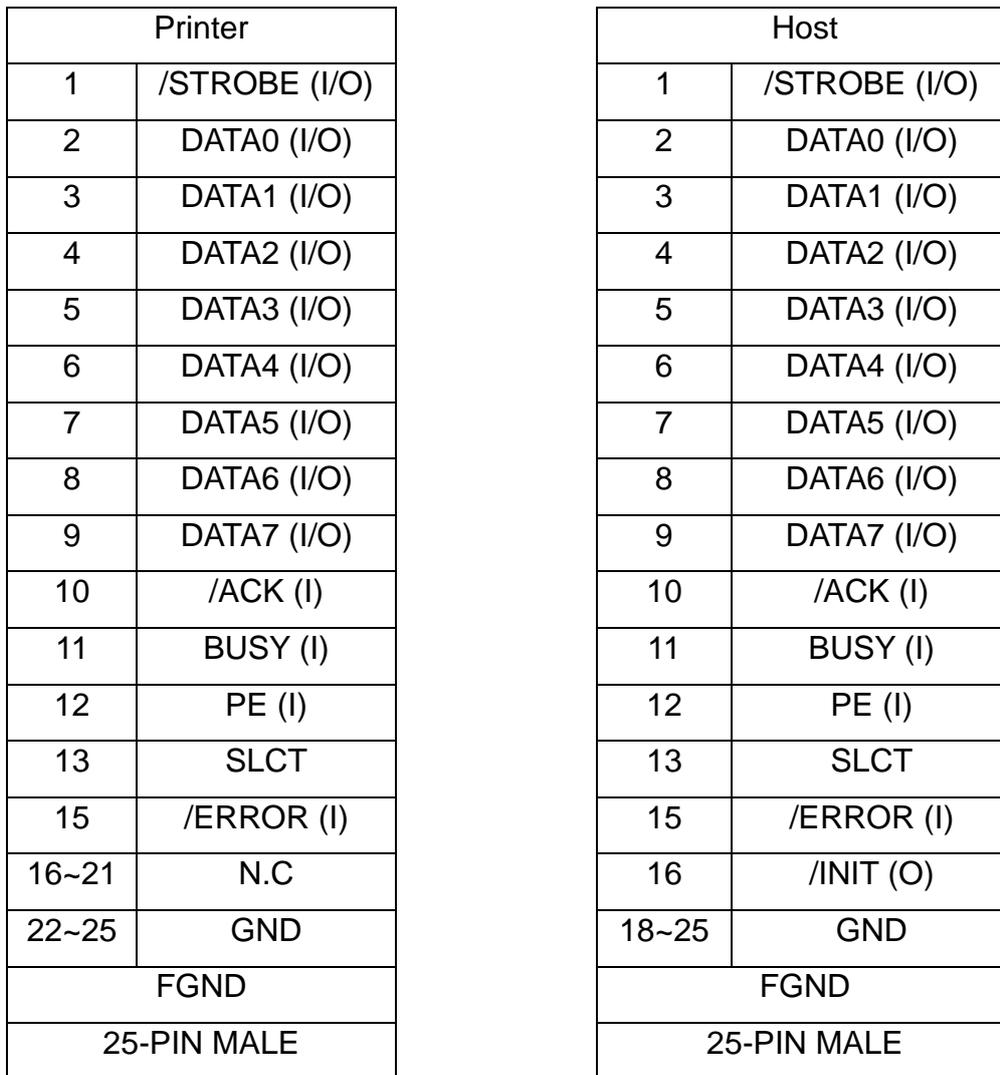 Printer
1 /STROBE (I/O)
2 DATA0 (I/O)
3 DATA1 (I/O)
4 DATA2 (I/O)
5 DATA3 (I/O)
6 DATA4 (I/O)
7 DATA5 (I/O)
8 DATA6 (I/O)
9 DATA7 (I/O)
10 /ACK (I)
11 BUSY (I)
12 PE (I)
13 SLCT
15 /ERROR (I)
16~21 N.C
22~25 GND
FGND
25-PIN MALE
Host
1 /STROBE (I/O)
2 DATA0 (I/O)
3 DATA1 (I/O)
4 DATA2 (I/O)
5 DATA3 (I/O)
6 DATA4 (I/O)
7 DATA5 (I/O)
8 DATA6 (I/O)
9 DATA7 (I/O)
10 /ACK (I)
11 BUSY (I)
12 PE (I)
13 SLCT
15 /ERROR (I)
16 /INIT (O)
18~25 GND
FGND
25-PIN MALE